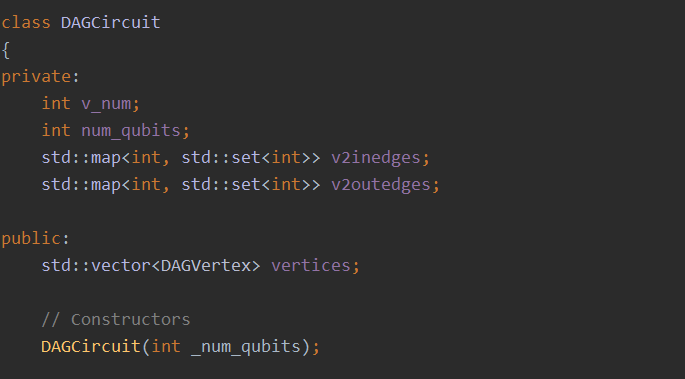 class DAGCircuit
{
private:
    int v_num;
    int num_qubits;
    std::map<int, std::set<int>> v2inedges;
    std::map<int, std::set<int>> v2outedges;

public:
    std::vector<DAGVertex> vertices;

    // Constructors
    DAGCircuit(int _num_qubits);